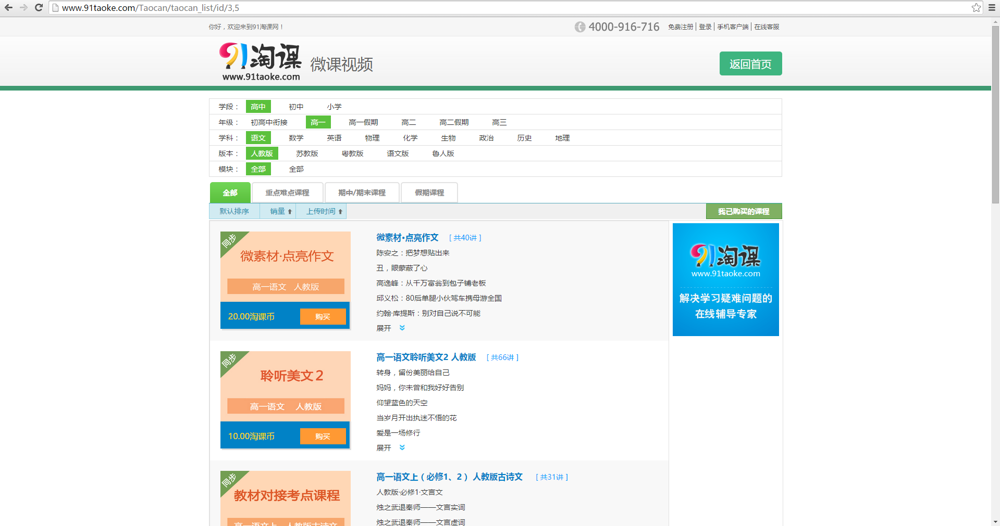 www.91taoke.com/Taocan/taocan_list/id/3,5
你好，欢迎来到91淘课网！
4000-916-716 免费注册 | 登录 | 手机客户端 | 在线客服
91淘课 微课视频
www.91taoke.com
返回首页
学段： 高中 初中 小学
年级： 初高中衔接 高一 高一假期 高二 高二假期 高三
学科： 语文 数学 英语 物理 化学 生物 政治 历史 地理
版本： 人教版 苏教版 粤教版 语文版 鲁人版
模块： 全部 全部
全部 重点难点课程 期中/期末课程 假期课程
默认排序 销量 上传时间 我已购买的课程
同步
微素材·点亮作文
高一语文 人教版
20.00淘课币 购买
微素材•点亮作文 [ 共40讲 ]
陈安之：把梦想贴出来
丑，眼蒙蔽了心
高逸峰：从千万富翁到包子铺老板
邱义松：80后单腿小伙驾车携母游全国
约翰·库提斯：别对自己说不可能
展开
91淘课
www.91taoke.com
解决学习疑难问题的
在线辅导专家
同步
聆听美文2
高一语文 人教版
10.00淘课币 购买
高一语文聆听美文2 人教版 [ 共66讲 ]
转身，留份美丽给自己
妈妈，你未曾和我好好告别
仰望蓝色的天空
当岁月开出执迷不悟的花
爱是一场修行
展开
同步
教材对接考点课程
高一语文上 人教版古诗文
高一语文上（必修1、2） 人教版古诗文 [ 共31讲 ]
人教版·必修1·文言文
烛之武退秦师——文言实词
烛之武退秦师——文言虚词